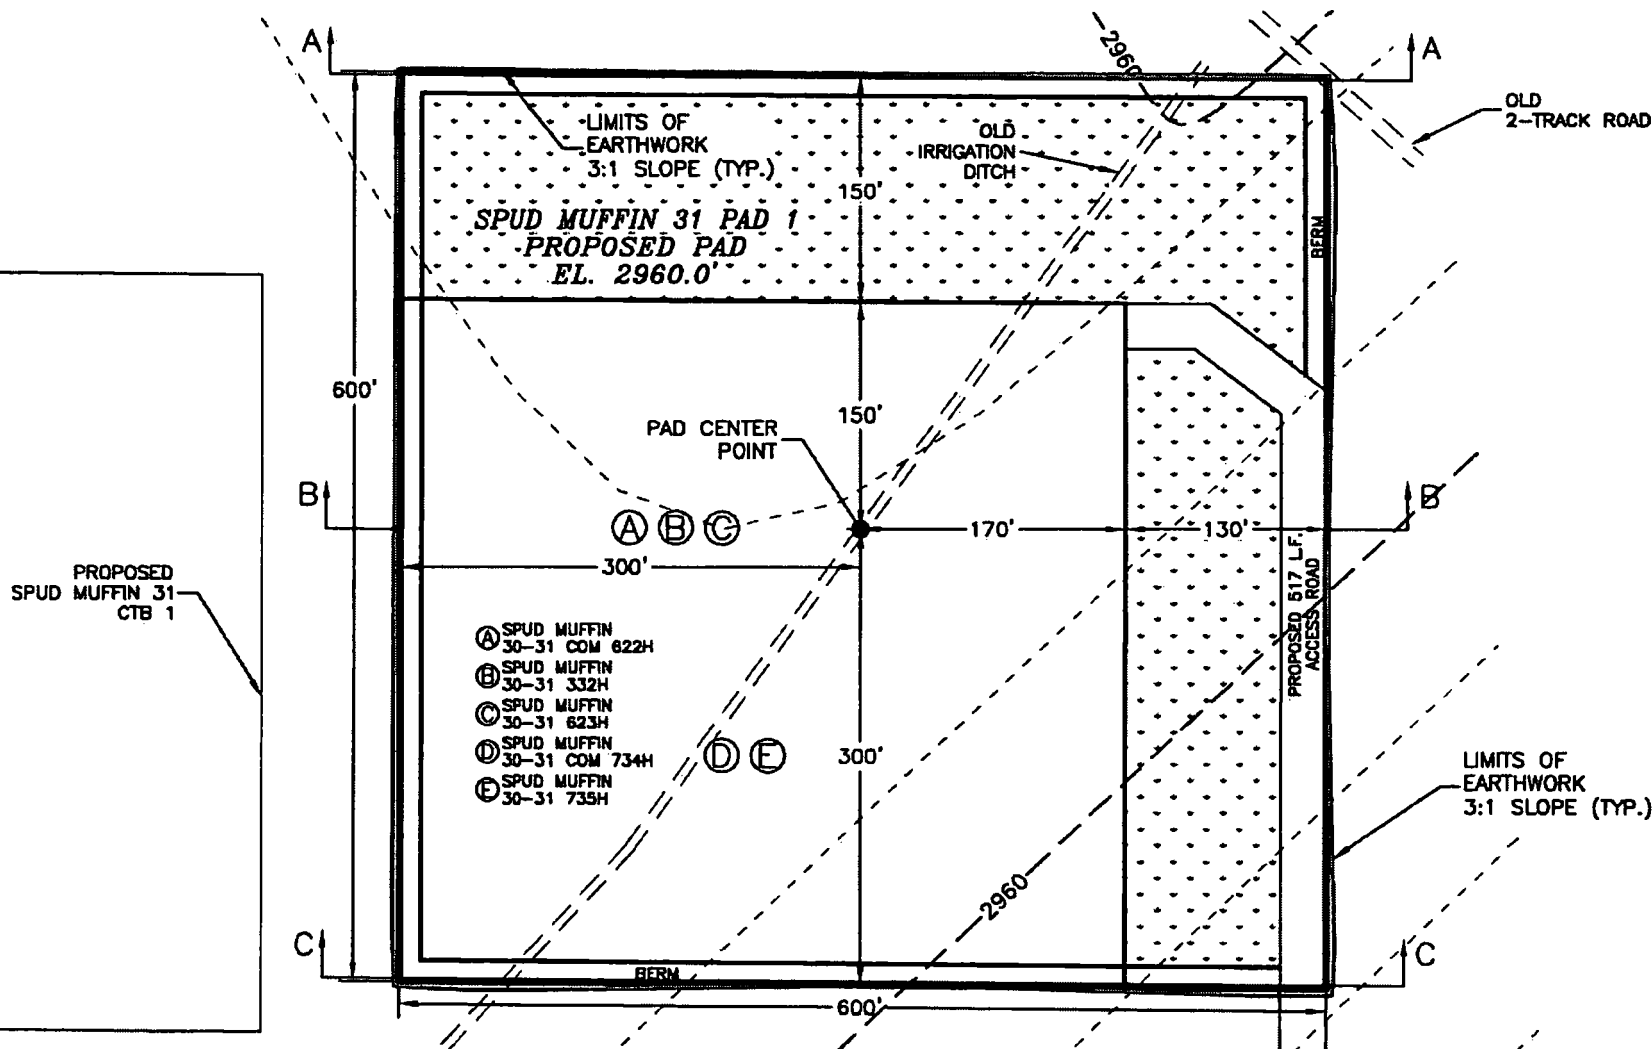 A
A
2960
OLD
2-TRACK ROAD
LIMITS OF
EARTHWORK
3:1 SLOPE (TYP.)
OLD
IRRIGATION
DITCH
150'
SPUD MUFFIN 31 PAD 1
PROPOSED PAD
EL. 2960.0'
BERM
600'
150'
PAD CENTER
POINT
B
B
A B C
170'
130'
300'
PROPOSED 517 L.F.
ACCESS ROAD
PROPOSED
SPUD MUFFIN 31
CTB 1
A SPUD MUFFIN
30-31 COM 622H
B SPUD MUFFIN
30-31 332H
C SPUD MUFFIN
30-31 623H
D SPUD MUFFIN
30-31 COM 734H
E SPUD MUFFIN
30-31 735H
D E
300'
LIMITS OF
EARTHWORK
3:1 SLOPE (TYP.)
2960
C
C
BERM
600'